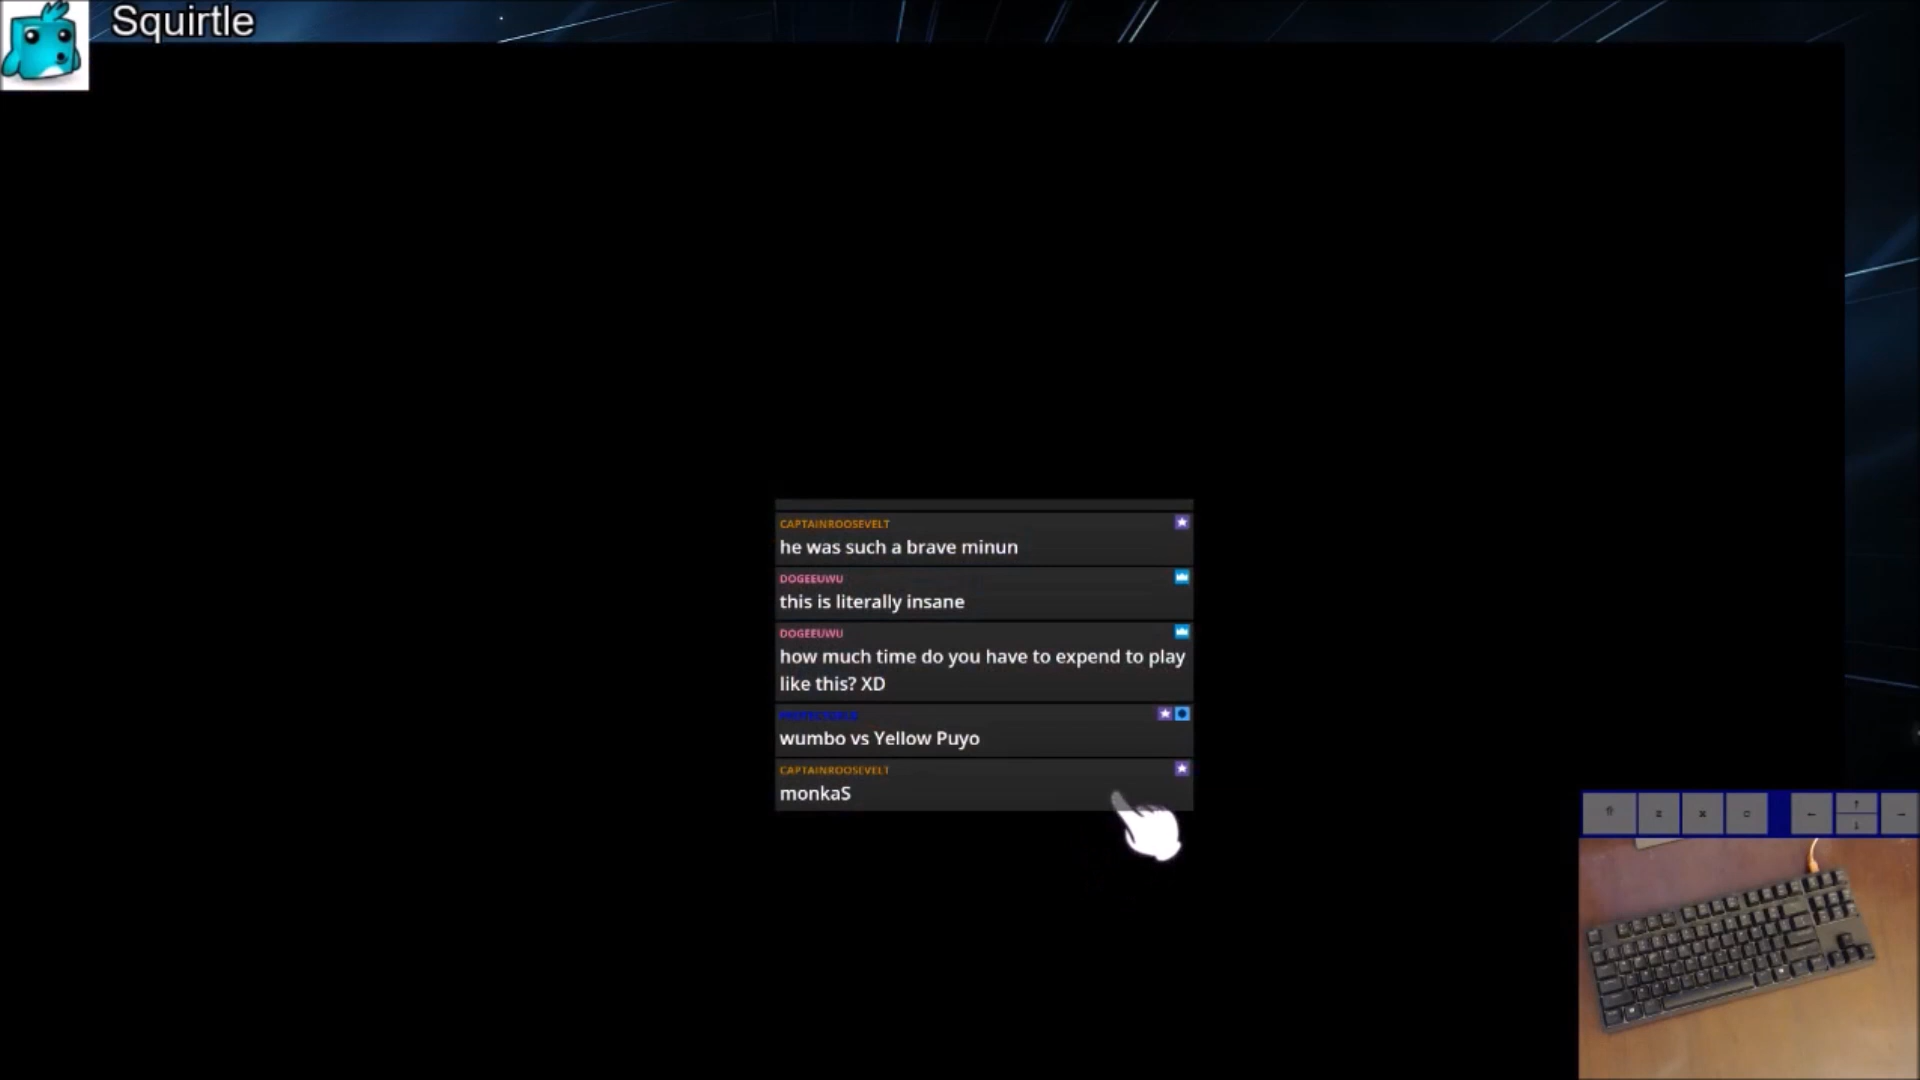 Squirtle
CAPTAINROOSEVELT
he was such a brave minun
DOGEEUWU
this is literally insane
DOGEEUWU
how much time do you have to expend to play
like this? XD
wumbo vs Yellow Puyo
CAPTAINROOSEVELT
monkaS